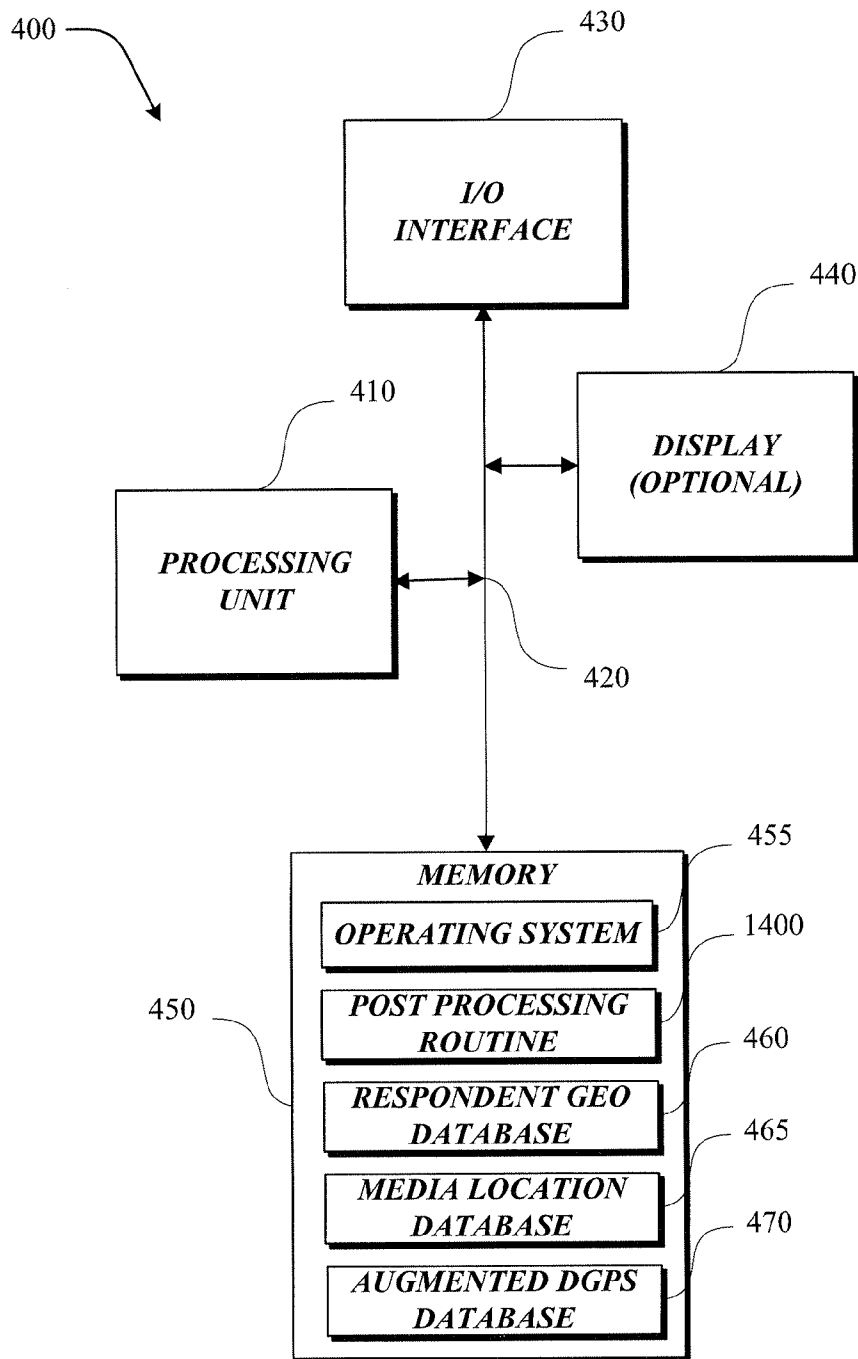 400
430
I/O
INTERFACE
440
DISPLAY
(OPTIONAL)
410
PROCESSING
UNIT
420
455
MEMORY
OPERATING SYSTEM
1400
POST PROCESSING
ROUTINE
450
460
RESPONDENT GEO
DATABASE
465
MEDIA LOCATION
DATABASE
470
AUGMENTED DGPS
DATABASE